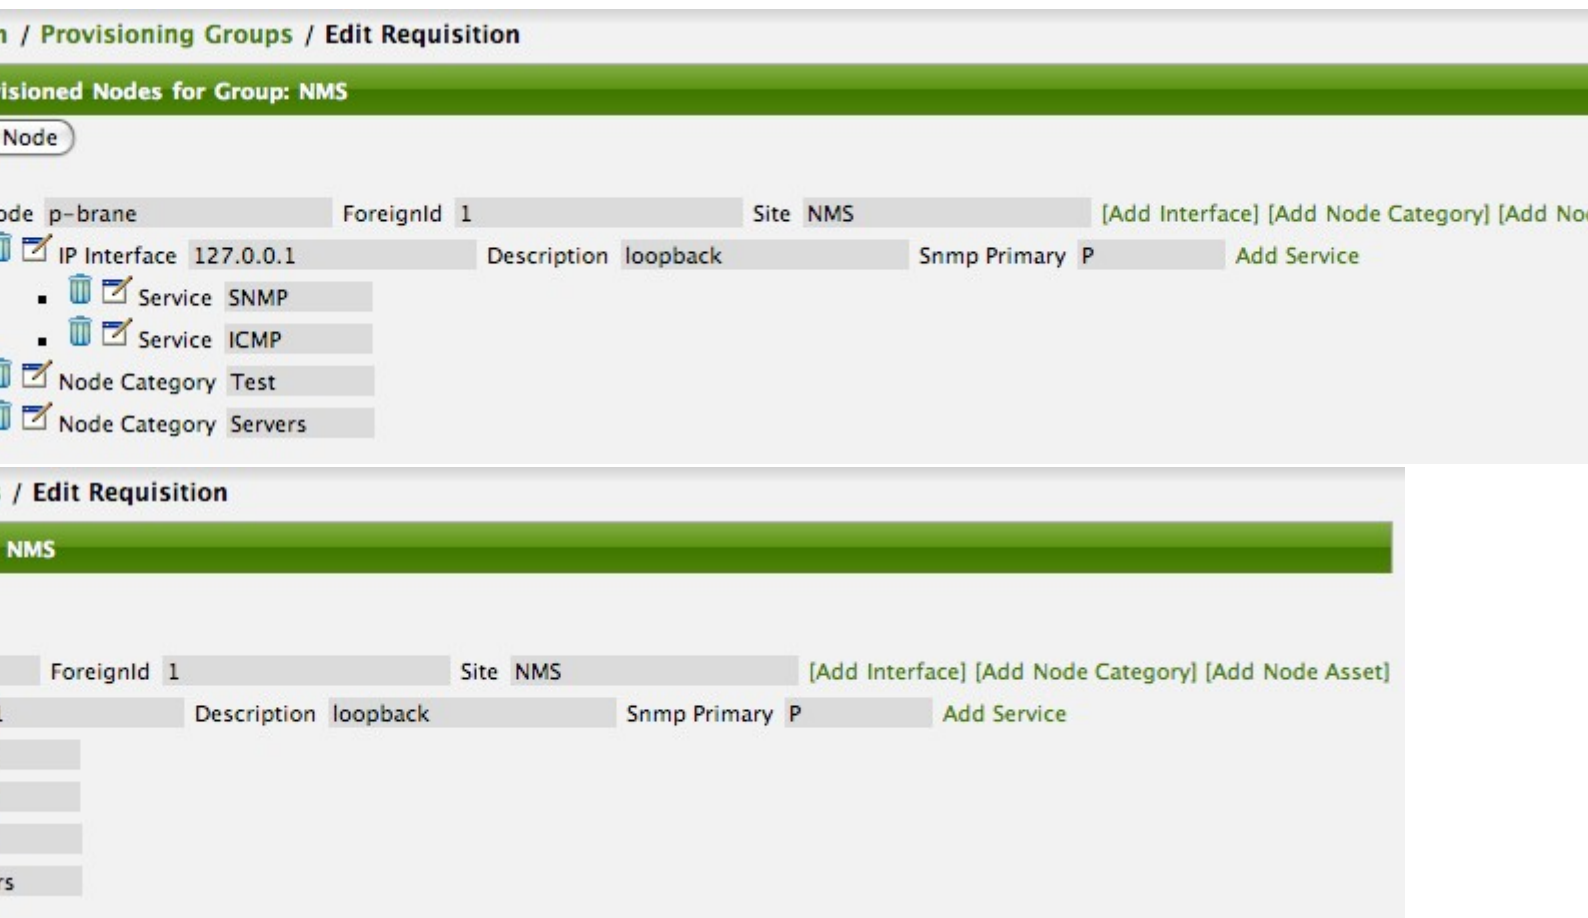 / Provisioning Groups / Edit Requisition
isioned Nodes for Group: NMS
Node
ode p-brane ForeignId 1 Site NMS [Add Interface] [Add Node Category] [Add No
IP Interface 127.0.0.1 Description loopback Snmp Primary P Add Service
Service SNMP
Service ICMP
Node Category Test
Node Category Servers
/ Edit Requisition
NMS
ForeignId 1 Site NMS [Add Interface] [Add Node Category] [Add Node Asset]
Description loopback Snmp Primary P Add Service
rs